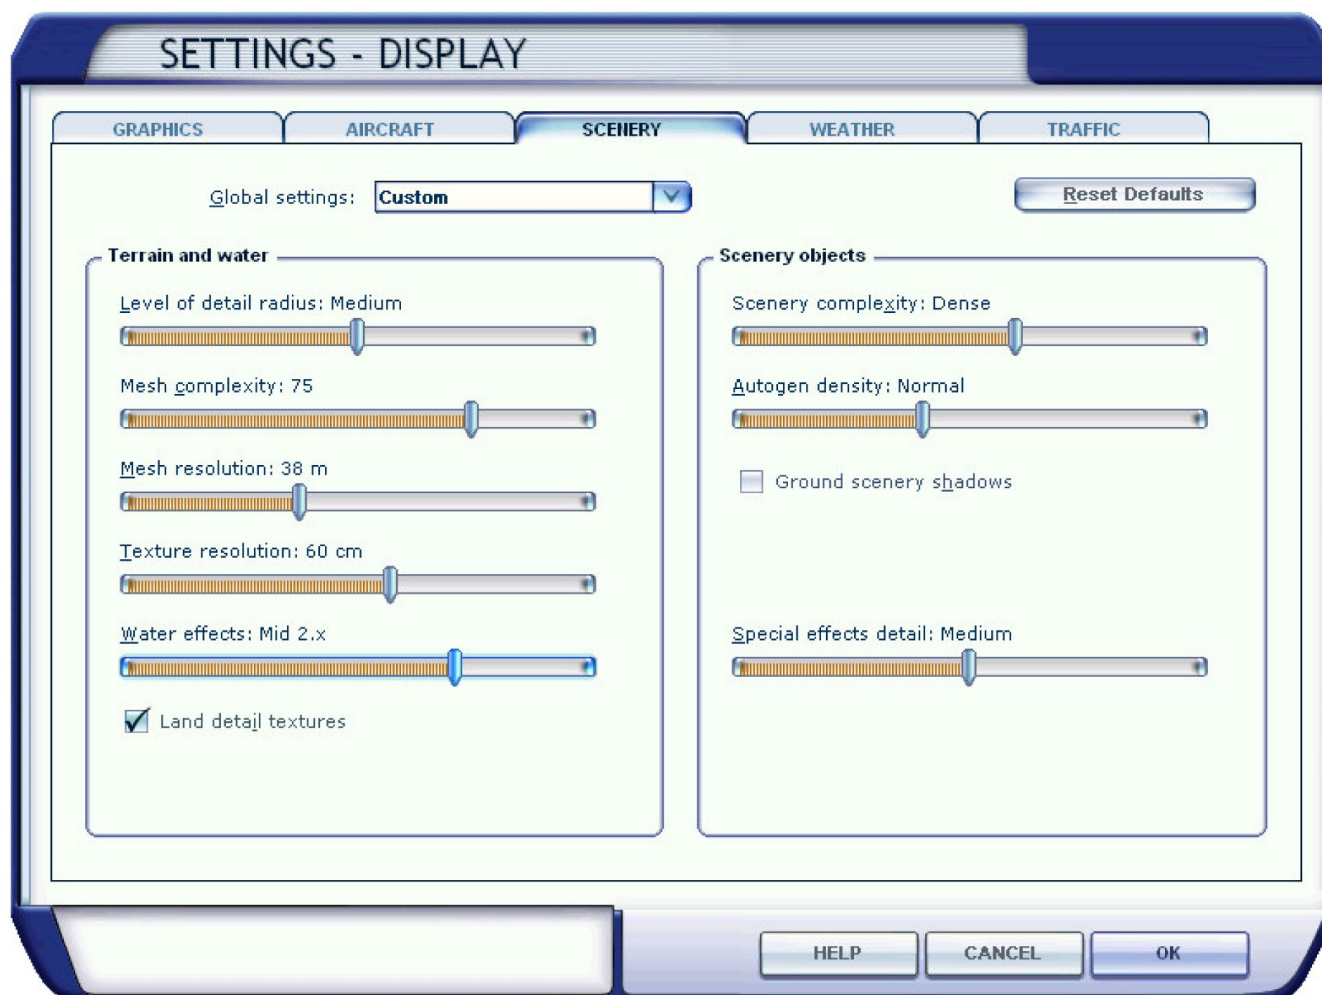 SETTINGS - DISPLAY
GRAPHICS
AIRCRAFT
SCENERY
WEATHER
TRAFFIC
Global settings: Custom
Reset Defaults
Terrain and water
Level of detail radius: Medium
Mesh complexity: 75
Mesh resolution: 38 m
Texture resolution: 60 cm
Water effects: Mid 2.x
Land detail textures
Scenery objects
Scenery complexity: Dense
Autogen density: Normal
Ground scenery shadows
Special effects detail: Medium
HELP
CANCEL
OK